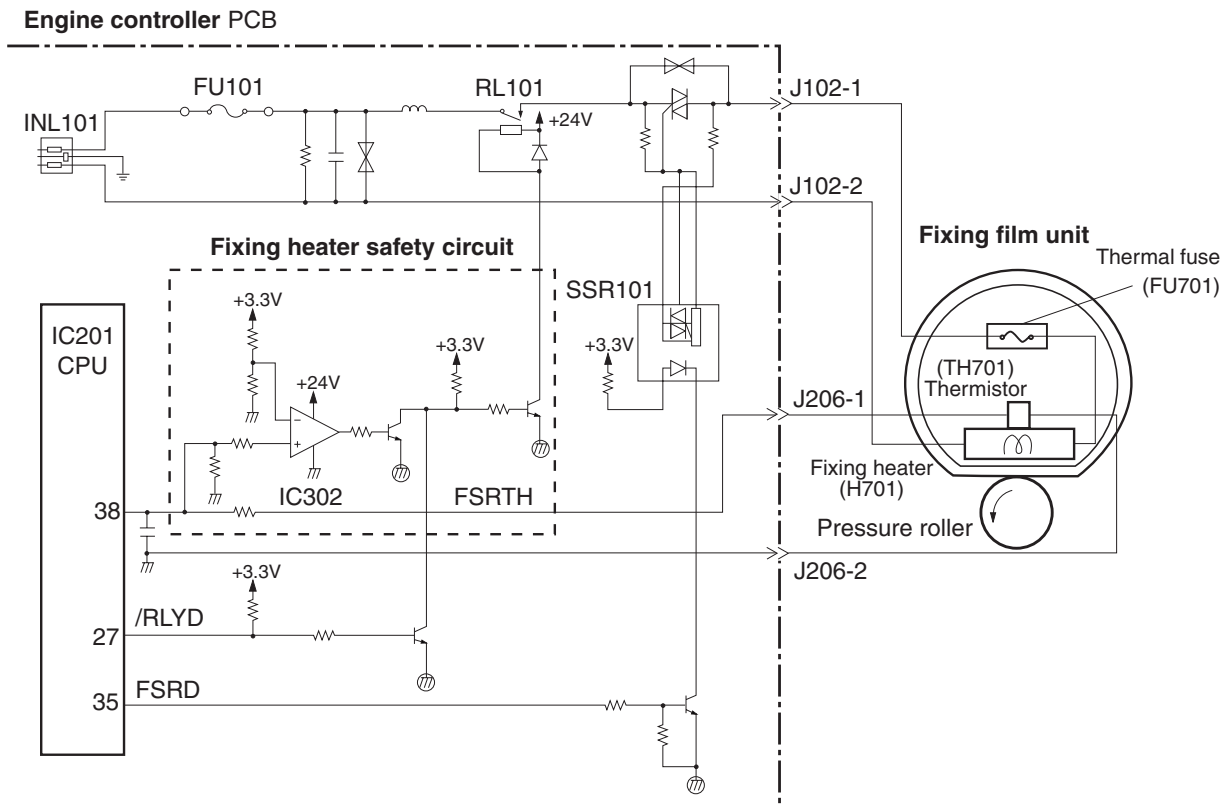 Engine controller PCB
FU101
RL101
+24V
INL101
J102-1
J102-2
Fixing heater safety circuit
Fixing film unit
Thermal fuse
(FU701)
SSR101
IC201
CPU
+3.3V
+24V
+3.3V
+3.3V
(TH701)
Thermistor
J206-1
−
+
Fixing heater
(H701)
38
IC302
FSRTH
Pressure roller
J206-2
+3.3V
/RLYD
27
35
FSRD